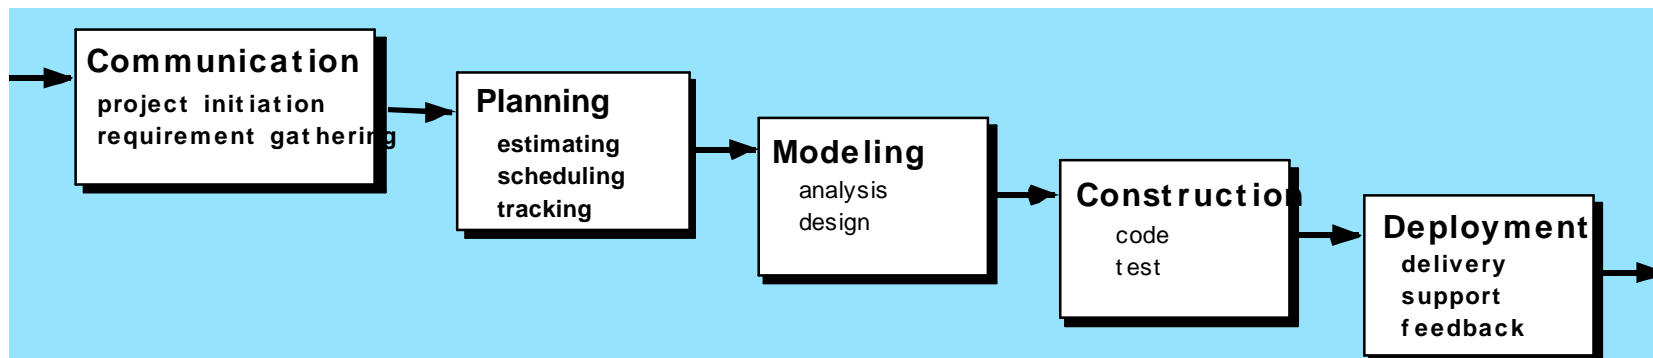 Communication
project initiation
requirement gathering
Planning
estimating
scheduling
tracking
Modeling
analysis
design
Construction
code
test
Deployment
delivery
support
feedback